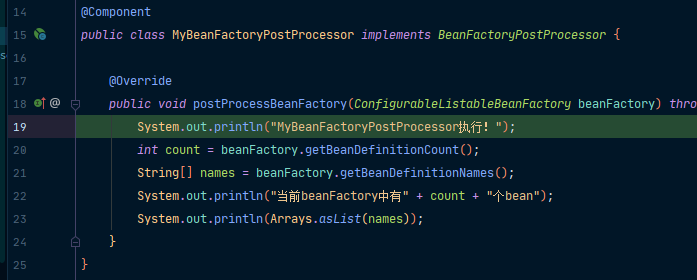 14 @Component
15 public class MyBeanFactoryPostProcessor implements BeanFactoryPostProcessor {
16
17 @Override
18 @ public void postProcessBeanFactory(ConfigurableListableBeanFactory beanFactory) thro
19 System.out.println("MyBeanFactoryPostProcessor执行! ");
20 int count = beanFactory.getBeanDefinitionCount();
21 String[] names = beanFactory.getBeanDefinitionNames();
22 System.out.println("当前beanFactory中有" + count + "个bean");
23 System.out.println(Arrays.asList(names));
24 }
25 }